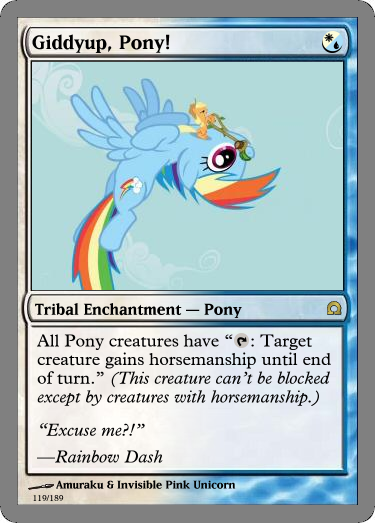 Giddyup, Pony!
Tribal Enchantment — Pony
All Pony creatures have “: Target
creature gains horsemanship until end
of turn.” (This creature can't be blocked
except by creatures with horsemanship.)
“Excuse me?!”
—Rainbow Dash
Amuraku & Invisible Pink Unicorn
119/189